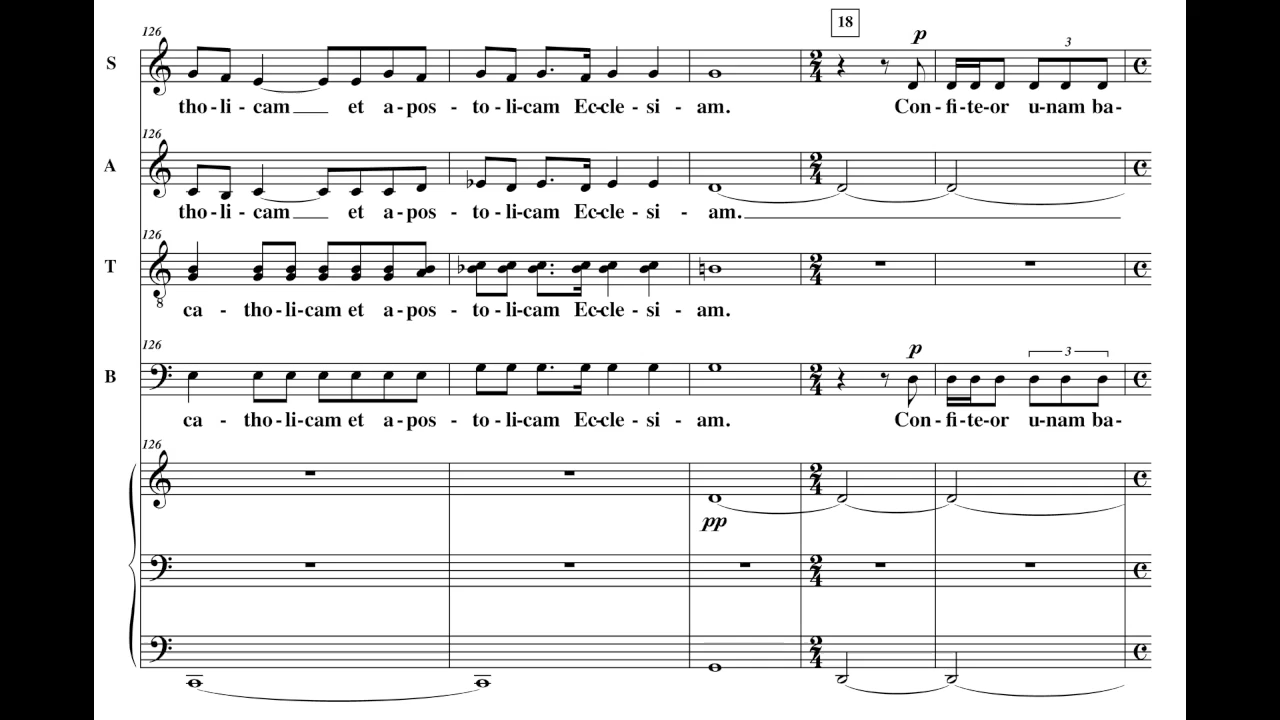 18
126
S
p
3
tho - li - cam et a - pos - to - li - cam Ec - cle - si - am. Con - fi - te - or u - nam ba -
126
A
tho - li - cam et a - pos - to - li - cam Ec - cle - si - am.
126
T
8
ca - tho - li - cam et a - pos - to - li - cam Ec - cle - si - am.
126
B
p
3
ca - tho - li - cam et a - pos - to - li - cam Ec - cle - si - am. Con - fi - te - or u - nam ba -
126
pp